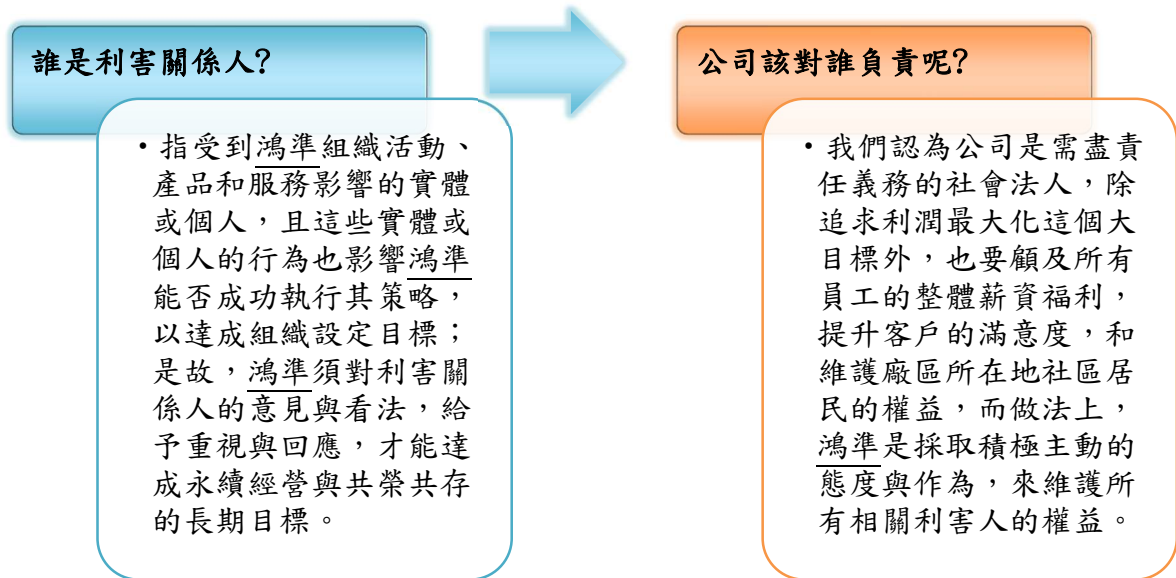 誰是利害關係人?
•指受到鴻準組織活動、
產品和服務影響的實體
或個人，且這些實體或
個人的行為也影響鴻準
能否成功執行其策略，
以達成組織設定目標；
是故，鴻準須對利害關
係人的意見與看法，給
予重視與回應，才能達
成永續經營與共榮共存
的長期目標。
公司該對誰負責呢?
•我們認為公司是需盡責
任義務的社會法人，除
追求利潤最大化這個大
目標外，也要顧及所有
員工的整體薪資福利，
提升客戶的滿意度，和
維護廠區所在地社區居
民的權益，而做法上，
鴻準是採取積極主動的
態度與作為，來維護所
有相關利害人的權益。